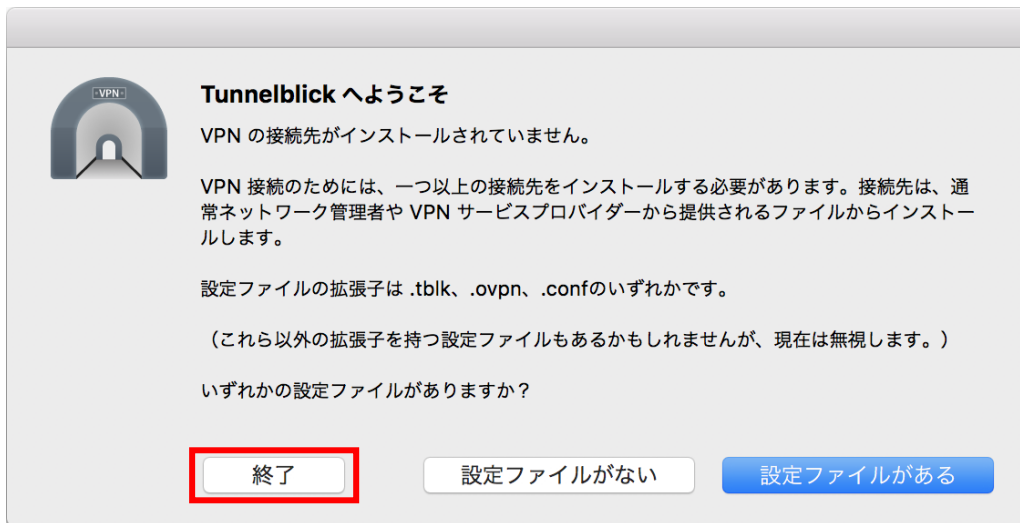 ·VPN·
Tunnelblick へようこそ
VPN の接続先がインストールされていません。
VPN 接続のためには、一つ以上の接続先をインストールする必要があります。接続先は、通
常ネットワーク管理者や VPN サービスプロバイダーから提供されるファイルからインストー
ルします。
設定ファイルの拡張子は .tblk、.ovpn、.confのいずれかです。
（これら以外の拡張子を持つ設定ファイルもあるかもしれませんが、現在は無視します。）
いずれかの設定ファイルがありますか？
終了
設定ファイルがない
設定ファイルがある